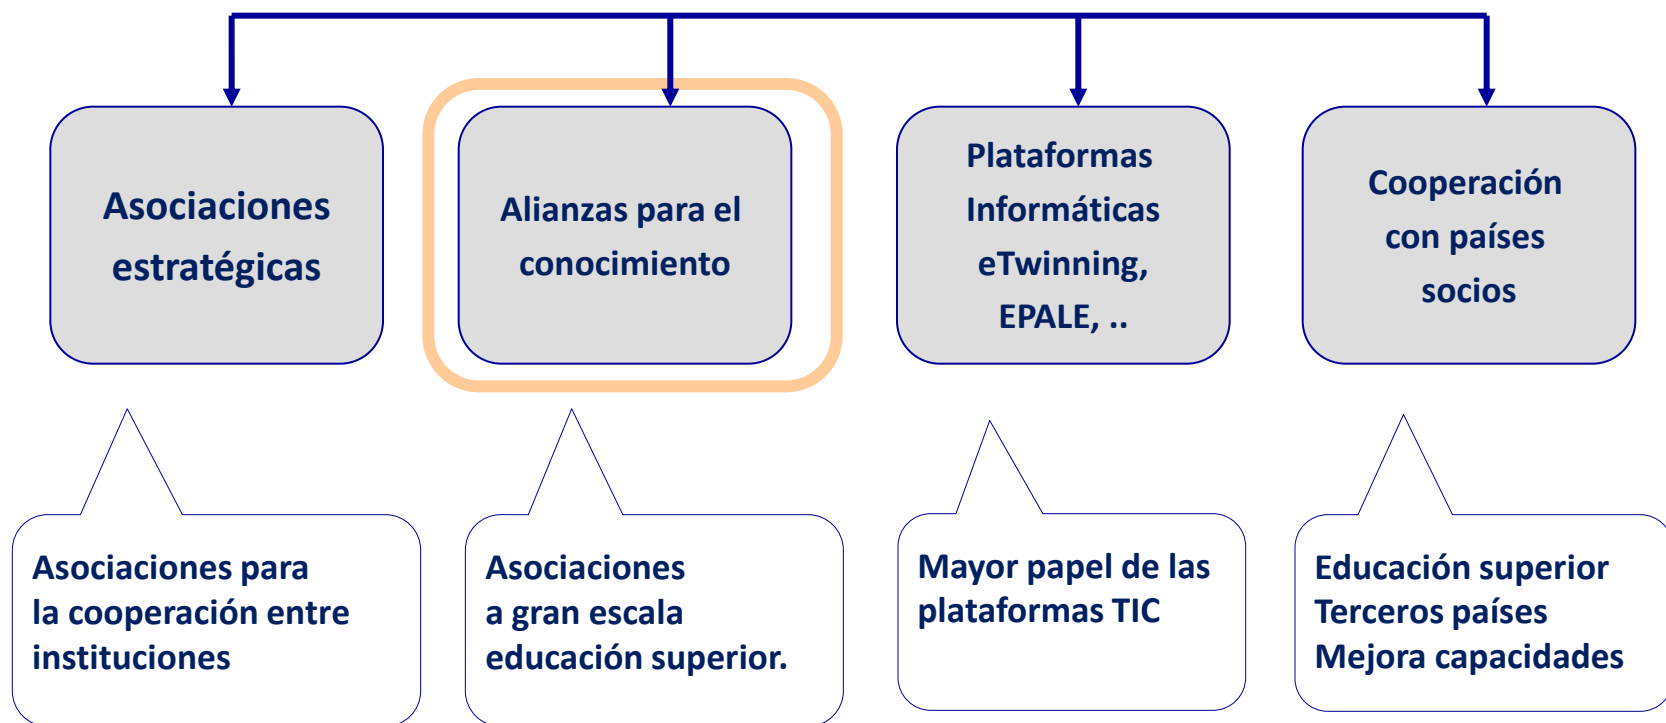 Asociaciones
estratégicas
Alianzas para el
conocimiento
Plataformas
Informáticas
eTwinning,
EPALE, ..
Cooperación
con países
socios
Asociaciones para
la cooperación entre
instituciones
Asociaciones
a gran escala
educación superior.
Mayor papel de las
plataformas TIC
Educación superior
Terceros países
Mejora capacidades